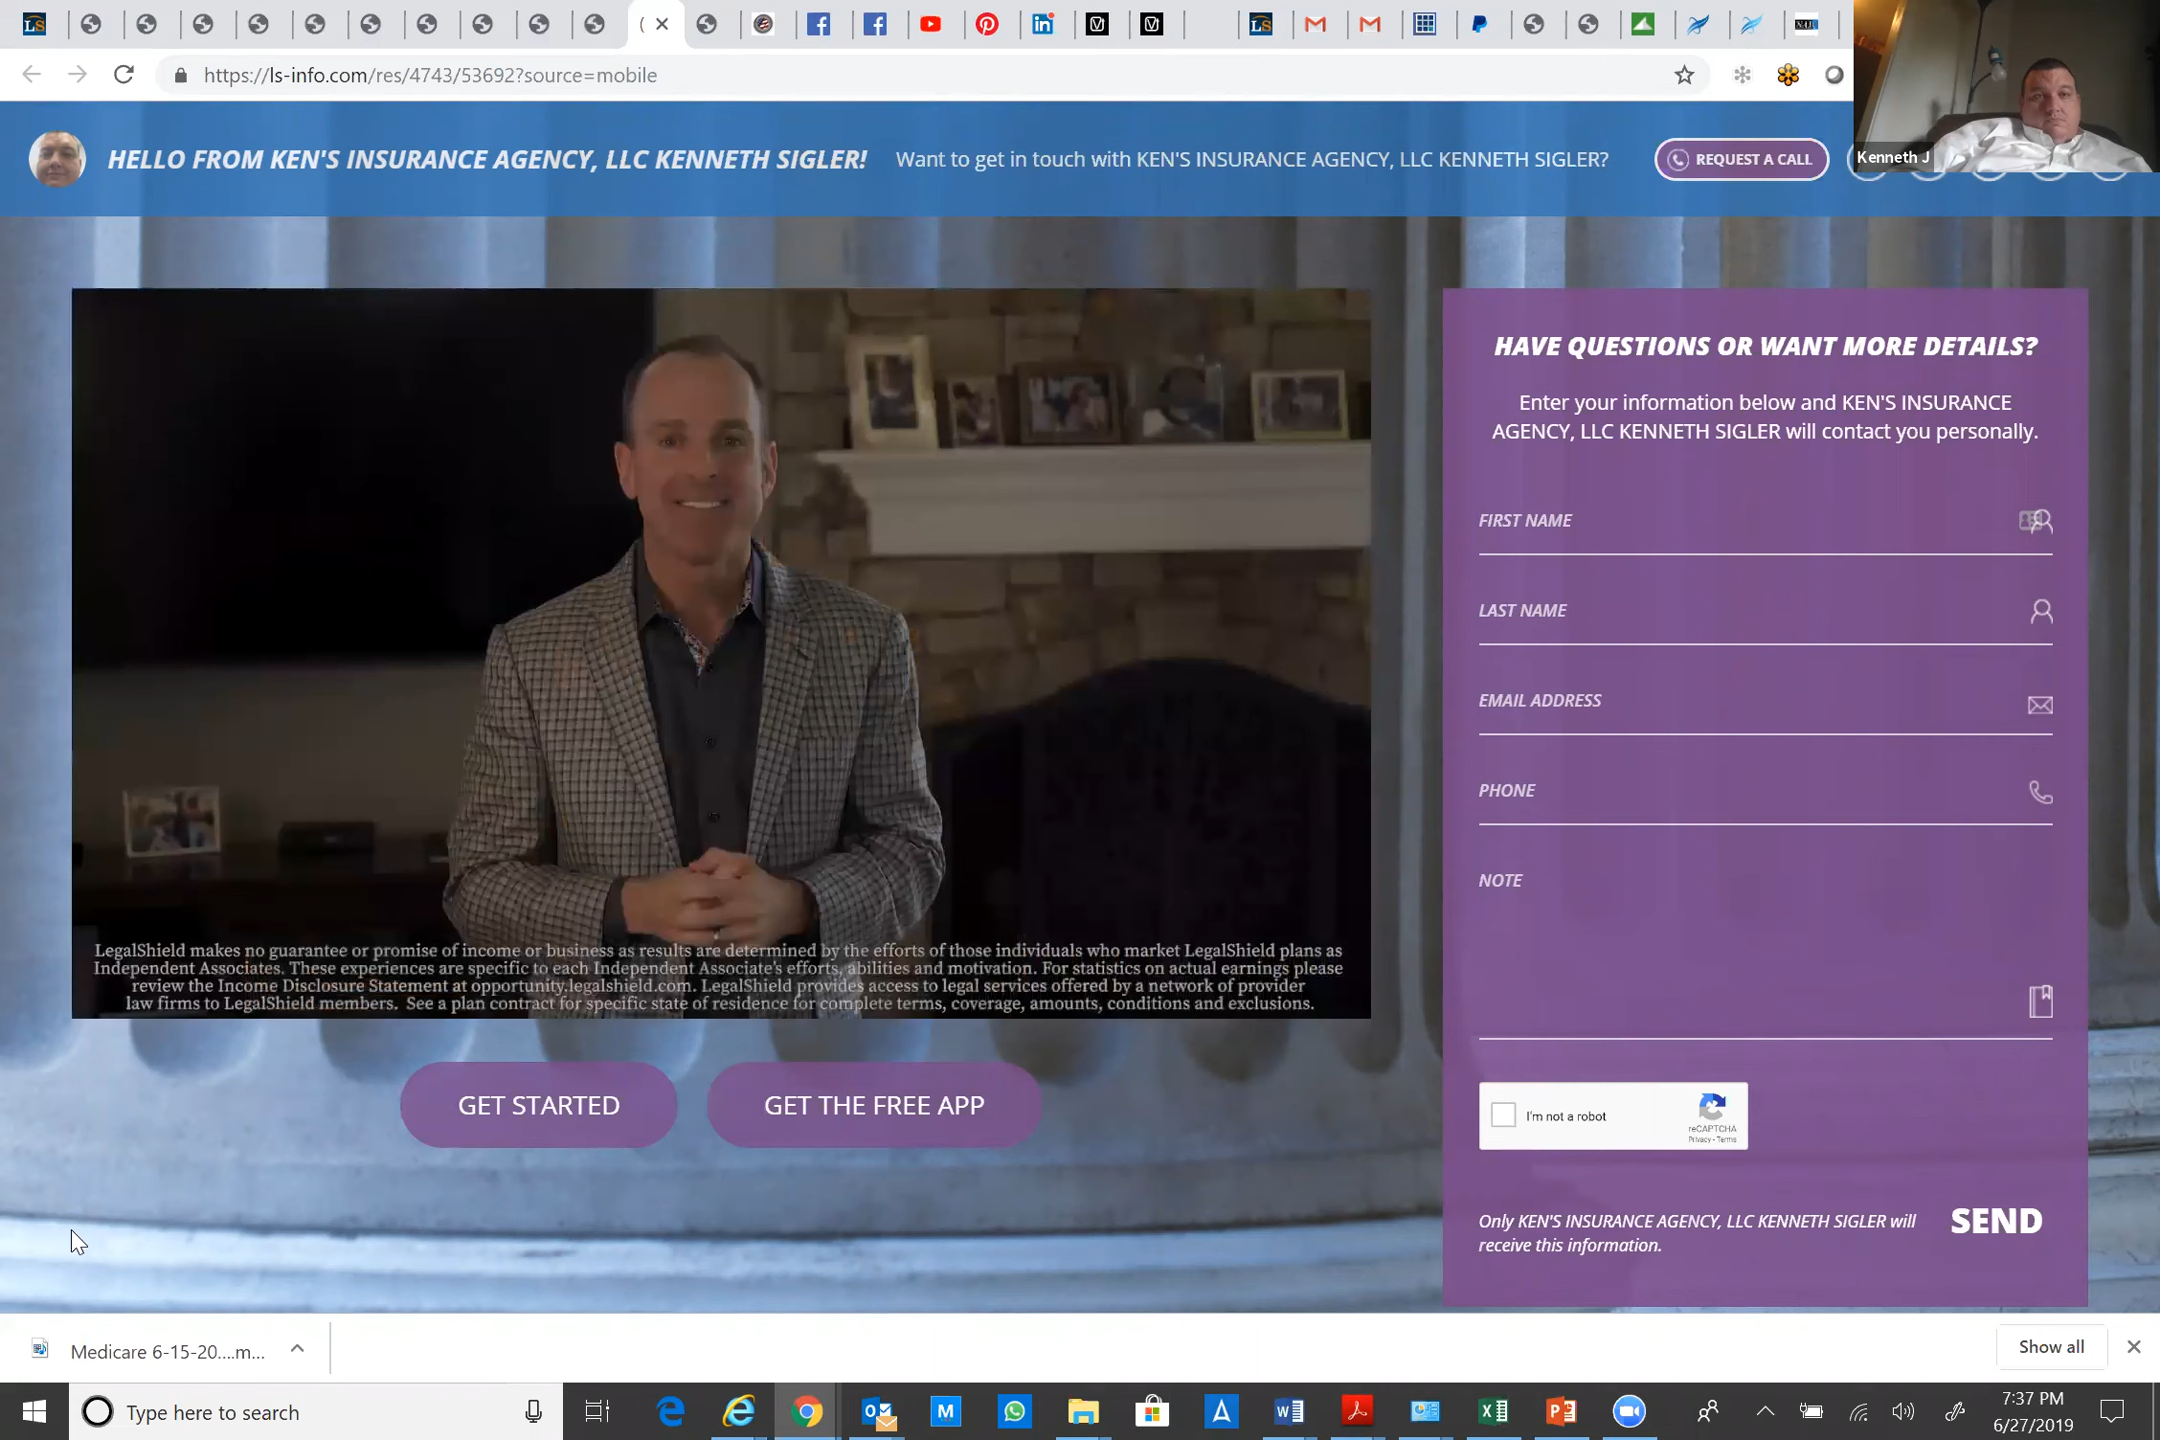 https://ls-info.com/res/4743/53692?source=mobile
Kenneth J
HELLO FROM KEN'S INSURANCE AGENCY, LLC KENNETH SIGLER!
Want to get in touch with KEN'S INSURANCE AGENCY, LLC KENNETH SIGLER?
REQUEST A CALL
HAVE QUESTIONS OR WANT MORE DETAILS?
Enter your information below and KEN'S INSURANCE
AGENCY, LLC KENNETH SIGLER will contact you personally.
FIRST NAME
LAST NAME
EMAIL ADDRESS
PHONE
NOTE
LegalShield makes no guarantee or promise of income or business as results are determined by the efforts of those individuals who market LegalShield plans as
Independent Associates. These experiences are specific to each Independent Associate's efforts, abilities and motivation. For statistics on actual earnings please
review the Income Disclosure Statement at opportunity.legalshield.com. LegalShield provides access to legal services offered by a network of provider
law firms to LegalShield members. See a plan contract for specific state of residence for complete terms, coverage, amounts, conditions and exclusions.
GET STARTED
GET THE FREE APP
I'm not a robot
reCAPTCHA
Privacy - Terms
Only KEN'S INSURANCE AGENCY, LLC KENNETH SIGLER will
receive this information.
SEND
Medicare 6-15-20....m...
Show all
Type here to search
7:37 PM
6/27/2019